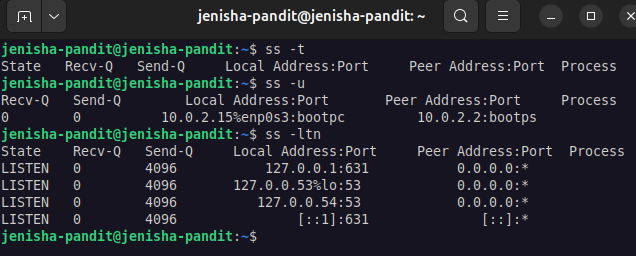 jenisha-pandit@jenisha-pandit: ~
jenisha-pandit@jenisha-pandit:~$ ss -t
State Recv-Q Send-Q Local Address:Port Peer Address:Port Process
jenisha-pandit@jenisha-pandit:~$ ss -u
Recv-Q Send-Q Local Address:Port Peer Address:Port Process
0 0 10.0.2.15%enp0s3:bootpc 10.0.2.2:bootps
jenisha-pandit@jenisha-pandit:~$ ss -ltn
State Recv-Q Send-Q Local Address:Port Peer Address:Port Process
LISTEN 0 4096 127.0.0.1:631 0.0.0.0:*
LISTEN 0 4096 127.0.0.53%lo:53 0.0.0.0:*
LISTEN 0 4096 127.0.0.54:53 0.0.0.0:*
LISTEN 0 4096 [::1]:631 [::]:*
jenisha-pandit@jenisha-pandit:~$